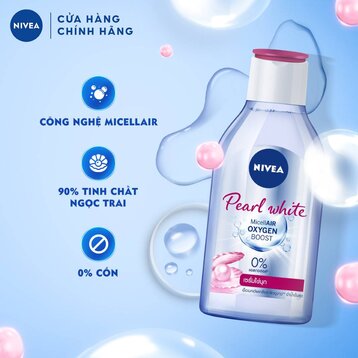 NIVEA
CỬA HÀNG
CHÍNH HÃNG
CÔNG NGHỆ MICELLAIR
90% TINH CHẤT
NGỌC TRAI
0% CỒN
NIVEA
Pearl white
MicellAIR
OXYGEN
BOOST
0%